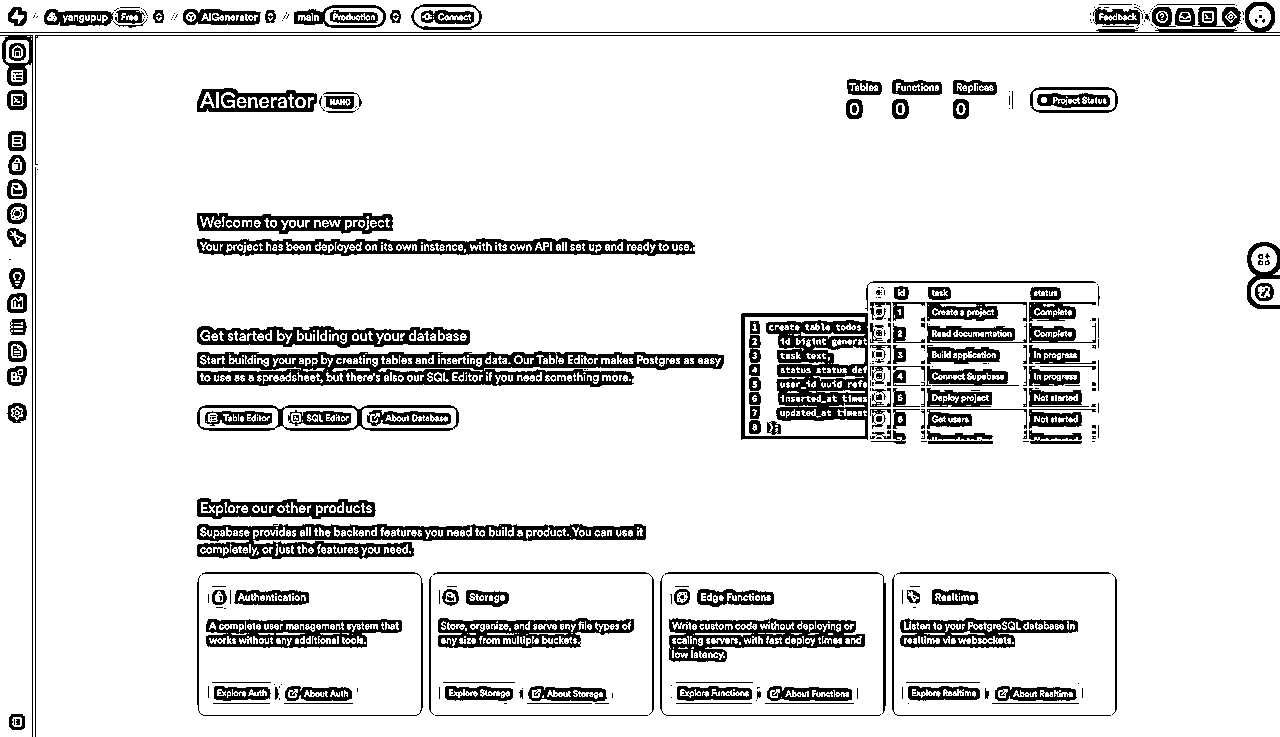 yangupup Free AIGenerator main Production Connect Feedback
AIGenerator NANO
Tables Functions Replicas
0 0 0
Project Status
Welcome to your new project
Your project has been deployed on its own instance, with its own API all set up and ready to use.
Get started by building out your database
Start building your app by creating tables and inserting data. Our Table Editor makes Postgres as easy
to use as a spreadsheet, but there's also our SQL Editor if you need something more.
Table Editor SQL Editor About Database
1 create table todos
2 id bigint generat
3 task text,
4 status status def
5 user_id uuid refe
6 inserted_at times
7 updated_at timest
8 );
id task status
1 Create a project Complete
2 Read documentation Complete
3 Build application In progress
4 Connect Supabase In progress
5 Deploy project Not started
6 Get users Not started
Explore our other products
Supabase provides all the backend features you need to build a product. You can use it
completely, or just the features you need.
Authentication
A complete user management system that
works without any additional tools.
Explore Auth About Auth
Storage
Store, organize, and serve any file types of
any size from multiple buckets.
Explore Storage About Storage
Edge Functions
Write custom code without deploying or
scaling servers, with fast deploy times and
low latency.
Explore Functions About Functions
Realtime
Listen to your PostgreSQL database in
realtime via websockets.
Explore Realtime About Realtime